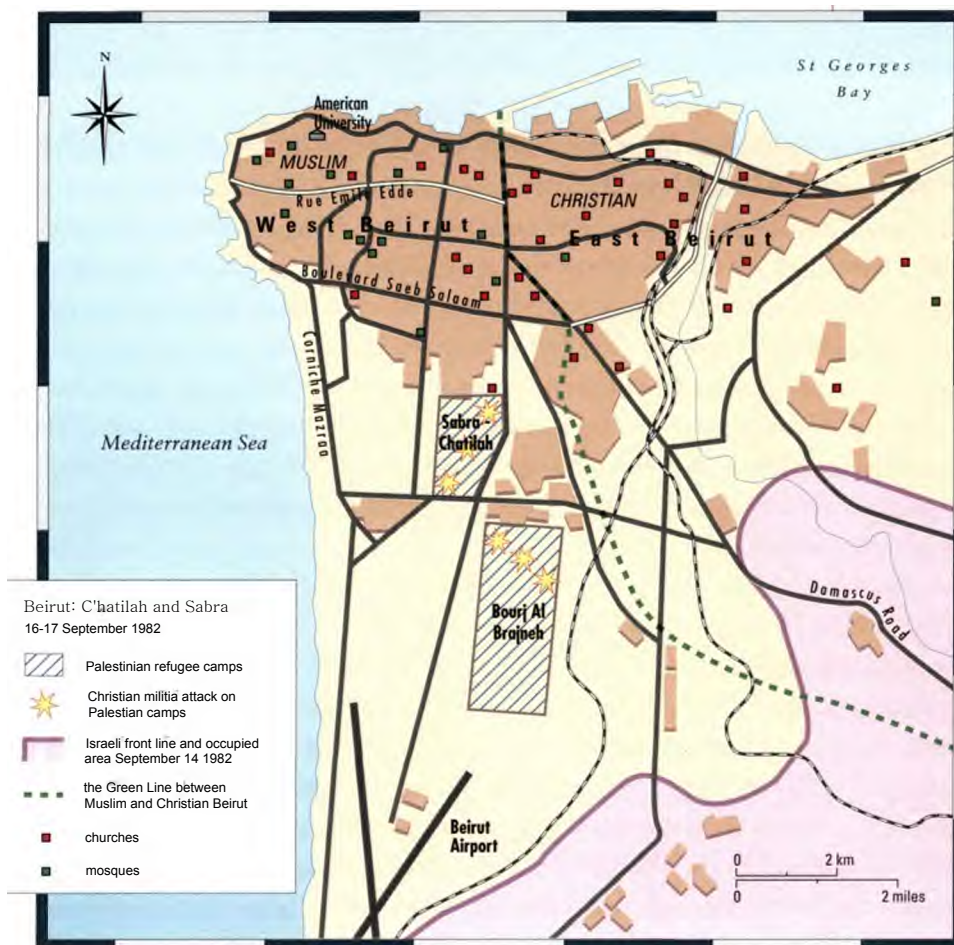 N
St Georges
Bay
American
University
MUSLIM
Rue Emile Edde
CHRISTIAN
West Beirut
East Beirut
Boulevard Saeb Salaam
Corniche Mazraa
Mediterranean Sea
Sabra -
Chatilah
Bourj Al
Brajneh
Damascus Road
Beirut
Airport
0 2 km
0 2 miles
Beirut: C'hatilah and Sabra
16-17 September 1982
Palestinian refugee camps
Christian militia attack on
Palestian camps
Israeli front line and occupied
area September 14 1982
the Green Line between
Muslim and Christian Beirut
churches
mosques